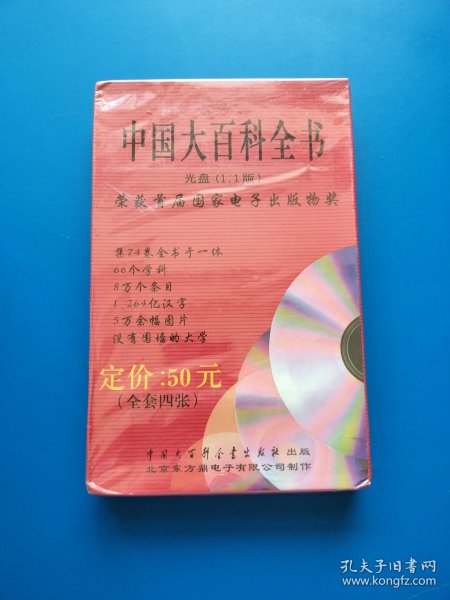 中国大百科全书
光盘(1:1版)
荣获首届国家电子出版物奖
集74卷全书于一体
66个学科
8万个条目
1.264亿汉字
5万余幅图片
没有围墙的大学
定价:50元
(全套四张)
中国大百科全书出版社 出版
北京东方鼎电子有限公司制作
孔夫子旧书网
www.kongfz.com